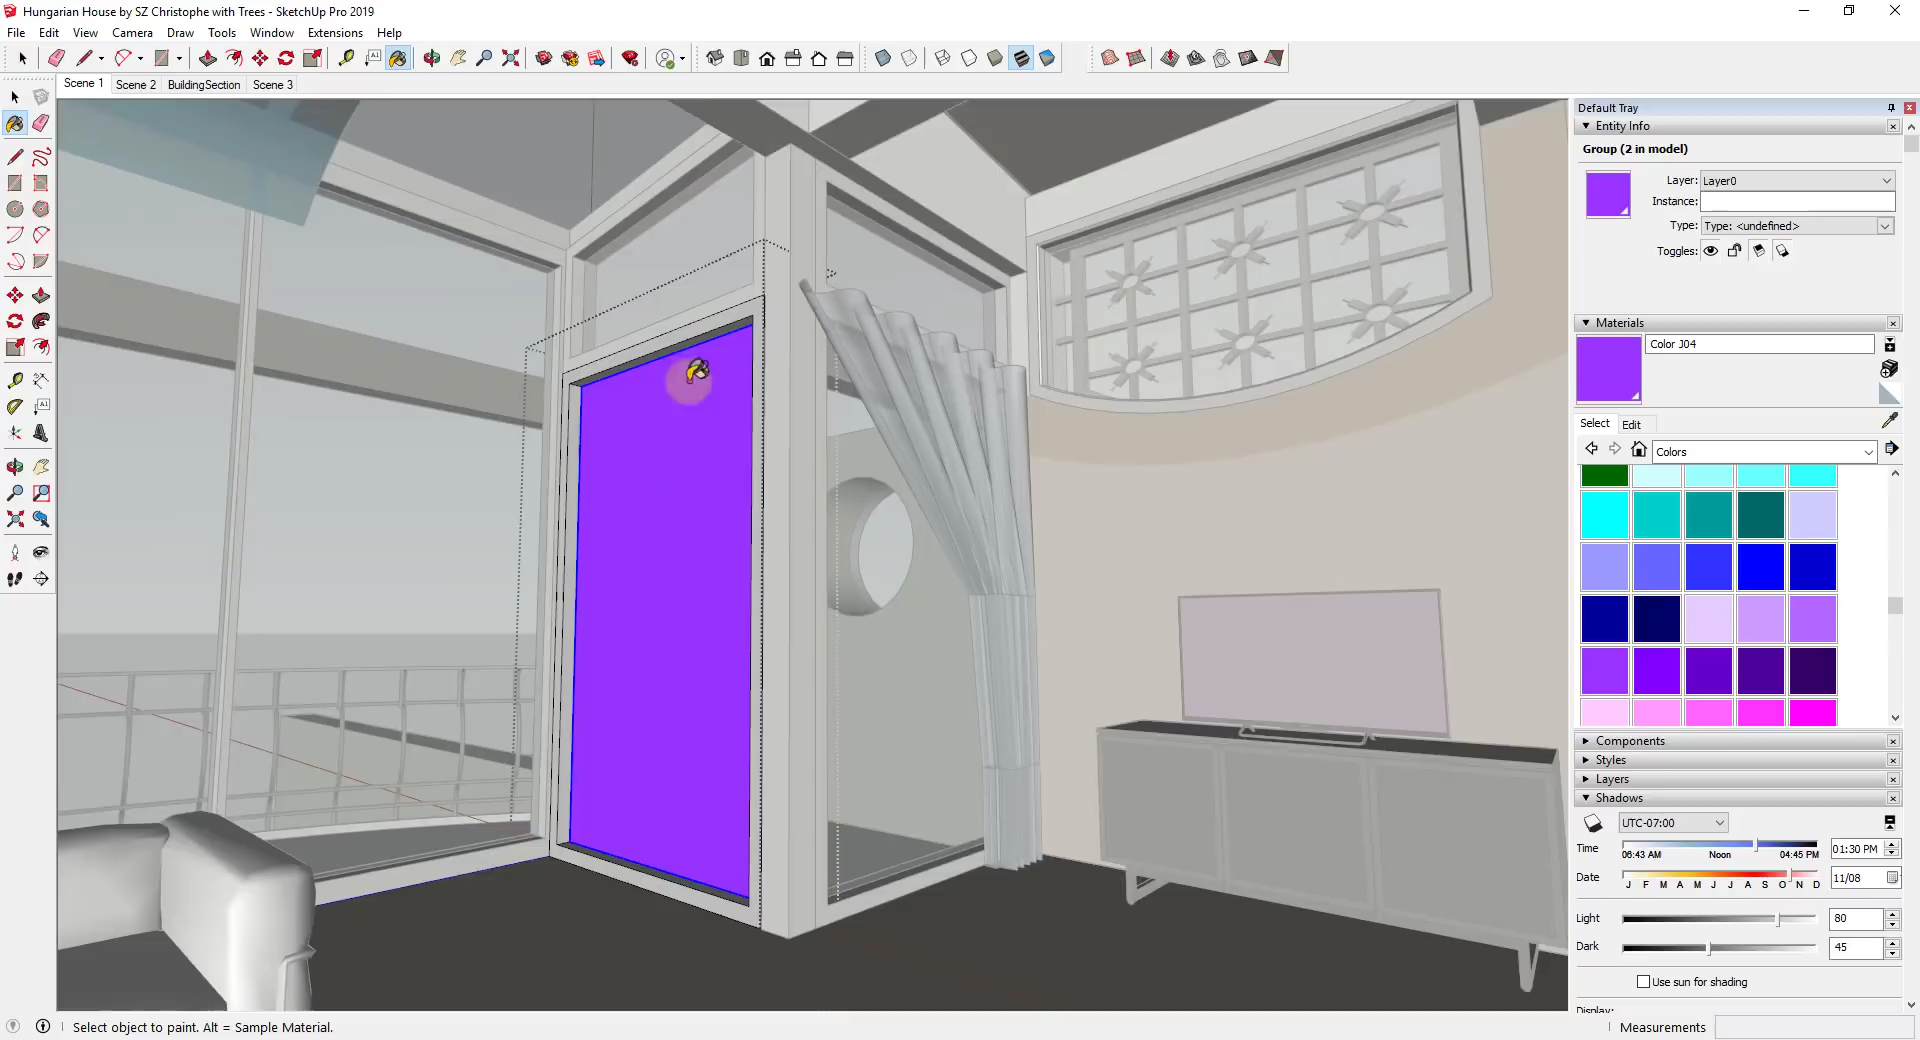 Hungarian House by SZ Christophe with Trees - SketchUp Pro 2019
File Edit View Camera Draw Tools Window Extensions Help
Scene 1 Scene 2 BuildingSection Scene 3
Default Tray
Entity Info
Group (2 in model)
Layer: Layer0
Instance:
Type: Type: <undefined>
Toggles:
Materials
Color J04
Select Edit
Colors
Components
Styles
Layers
Shadows
UTC-07:00
Time 01:30 PM
06:43 AM Noon 04:45 PM
Date 11/08
J F M A M J J A S O N D
Light 80
Dark 45
Use sun for shading
Display:
Select object to paint. Alt = Sample Material.
Measurements